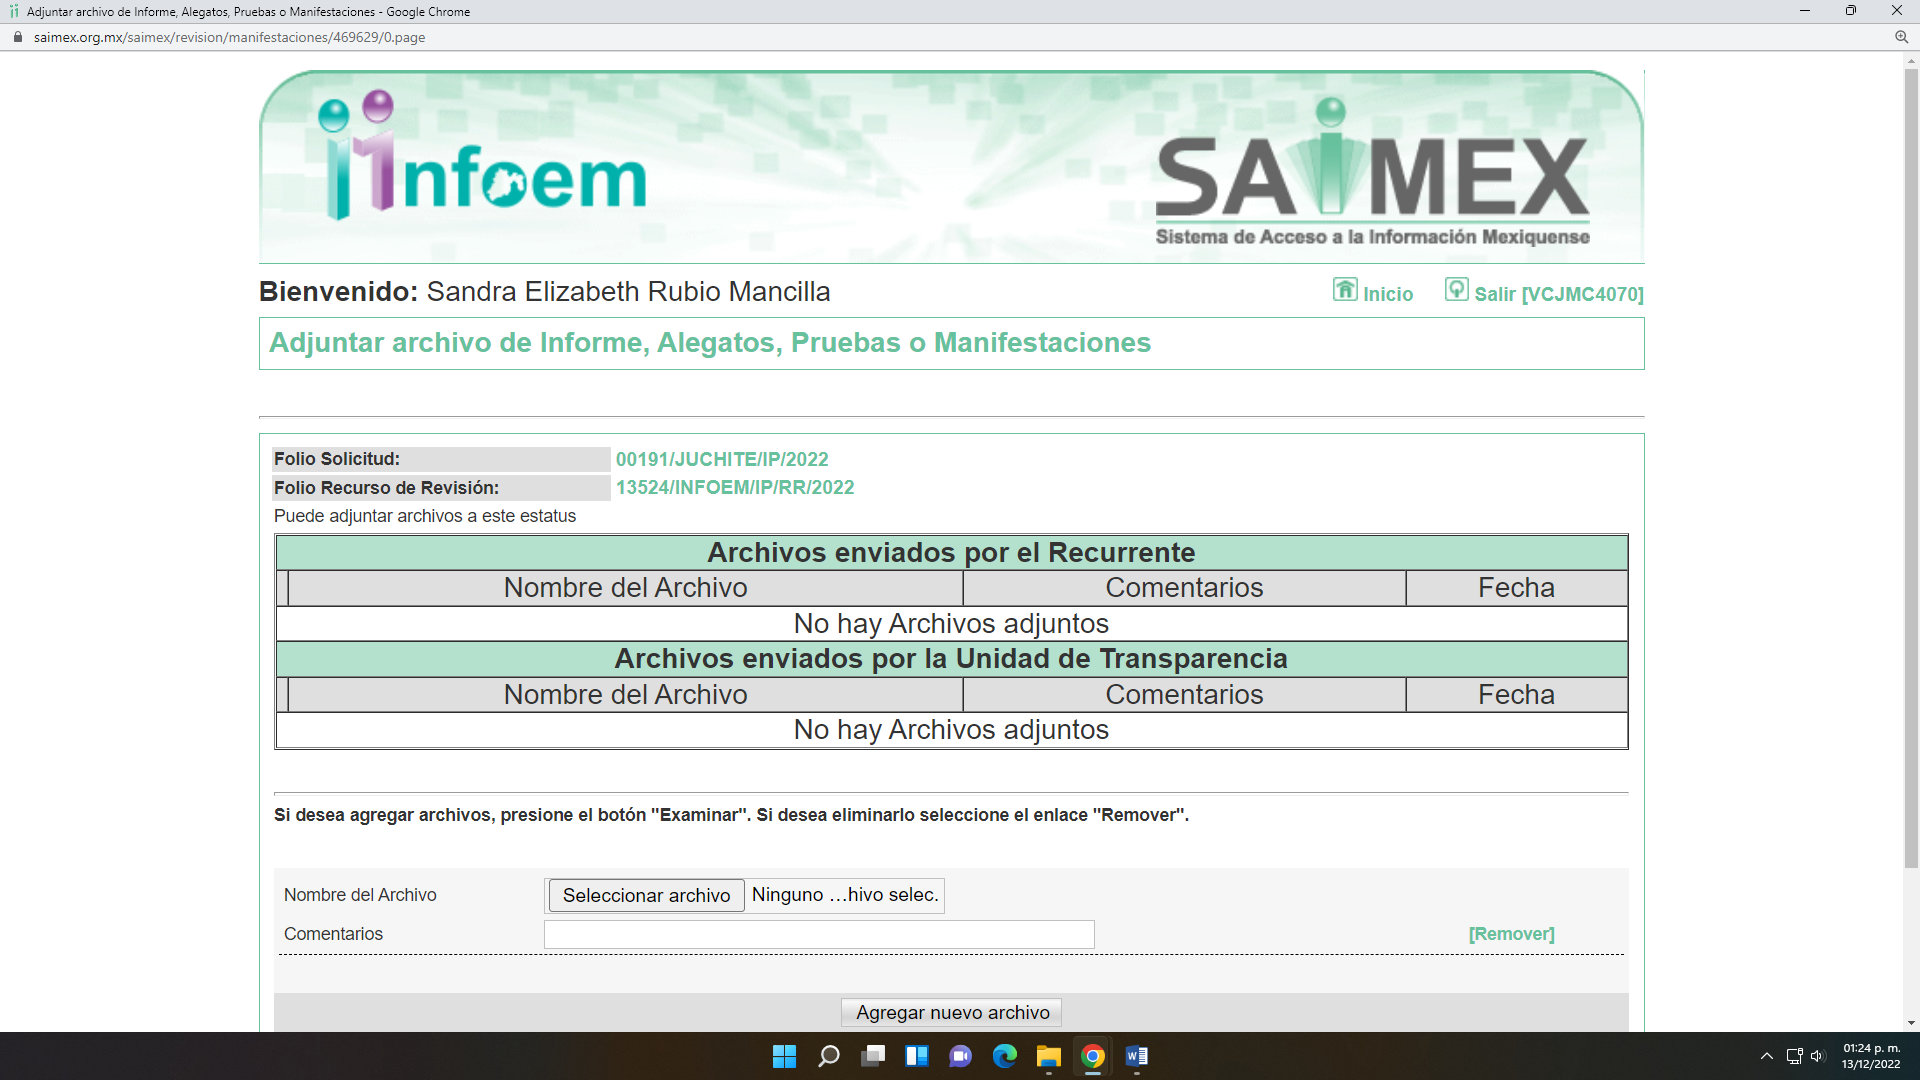 Adjuntar archivo de Informe, Alegatos, Pruebas o Manifestaciones - Google Chrome
saimex.org.mx/saimex/revision/manifestaciones/469629/0.page
infoem
SAIMEX
Sistema de Acceso a la Información Mexiquense
Bienvenido: Sandra Elizabeth Rubio Mancilla
Inicio Salir [VCJMC4070]
Adjuntar archivo de Informe, Alegatos, Pruebas o Manifestaciones
Folio Solicitud: 00191/JUCHITE/IP/2022
Folio Recurso de Revisión: 13524/INFOEM/IP/RR/2022
Puede adjuntar archivos a este estatus
Archivos enviados por el Recurrente
Nombre del Archivo Comentarios Fecha
No hay Archivos adjuntos
Archivos enviados por la Unidad de Transparencia
Nombre del Archivo Comentarios Fecha
No hay Archivos adjuntos
Si desea agregar archivos, presione el botón "Examinar". Si desea eliminarlo seleccione el enlace "Remover".
Nombre del Archivo Seleccionar archivo Ninguno ...hivo selec.
Comentarios [Remover]
Agregar nuevo archivo
01:24 p. m.
13/12/2022